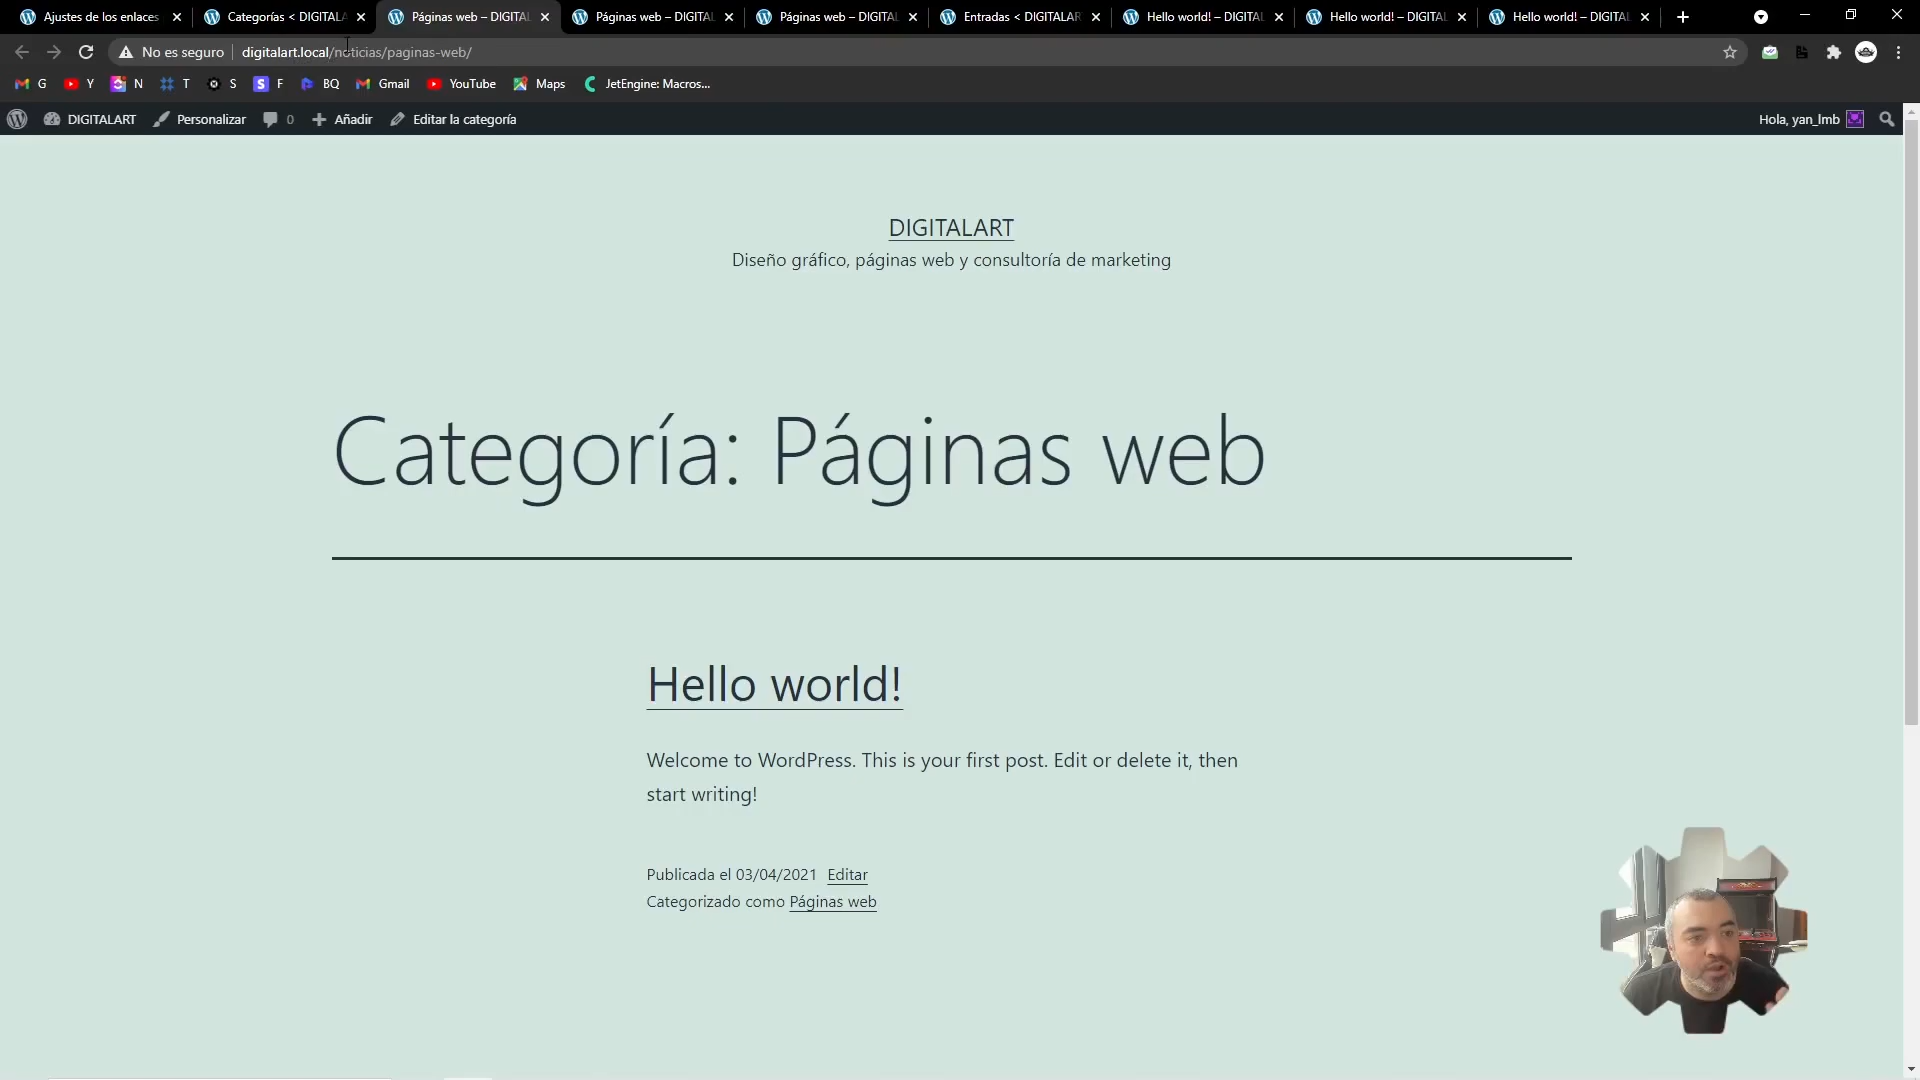 Ajustes de los enlaces
Categorías < DIGITALA
Páginas web – DIGITAL
Páginas web – DIGITAL
Páginas web – DIGITAL
Entradas < DIGITALAR
Hello world! – DIGITAL
Hello world! – DIGITAL
Hello world! – DIGITAL
No es seguro
digitalart.local/noticias/paginas-web/
G
Y
N
T
S
F
BQ
Gmail
YouTube
Maps
JetEngine: Macros...
DIGITALART
Personalizar
0
Añadir
Editar la categoría
Hola, yan_lmb
DIGITALART
Diseño gráfico, páginas web y consultoría de marketing
Categoría: Páginas web
Hello world!
Welcome to WordPress. This is your first post. Edit or delete it, then
start writing!
Publicada el 03/04/2021 Editar
Categorizado como Páginas web